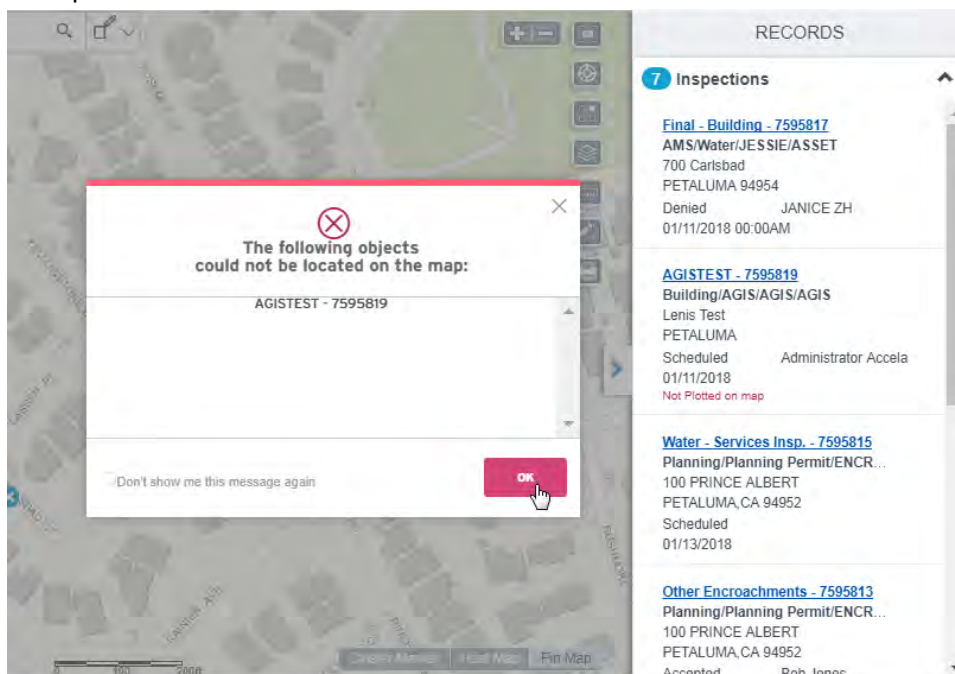 RECORDS
7 Inspections
Final - Building - 7595817
AMS/Water/JESSIE/ASSET
700 Carlsbad
PETALUMA 94954
Denied JANICE ZH
01/11/2018 00:00AM
AGISTEST - 7595819
Building/AGIS/AGIS/AGIS
Lenis Test
PETALUMA
Scheduled Administrator Accela
01/11/2018
Not Plotted on map
Water - Services Insp. - 7595815
Planning/Planning Permit/ENCR...
100 PRINCE ALBERT
PETALUMA,CA 94952
Scheduled
01/13/2018
Other Encroachments - 7595813
Planning/Planning Permit/ENCR...
100 PRINCE ALBERT
PETALUMA,CA 94952
Accepted Bob Jones
The following objects
could not be located on the map:
AGISTEST - 7595819
Don't show me this message again
OK
Heat Map Pin Map